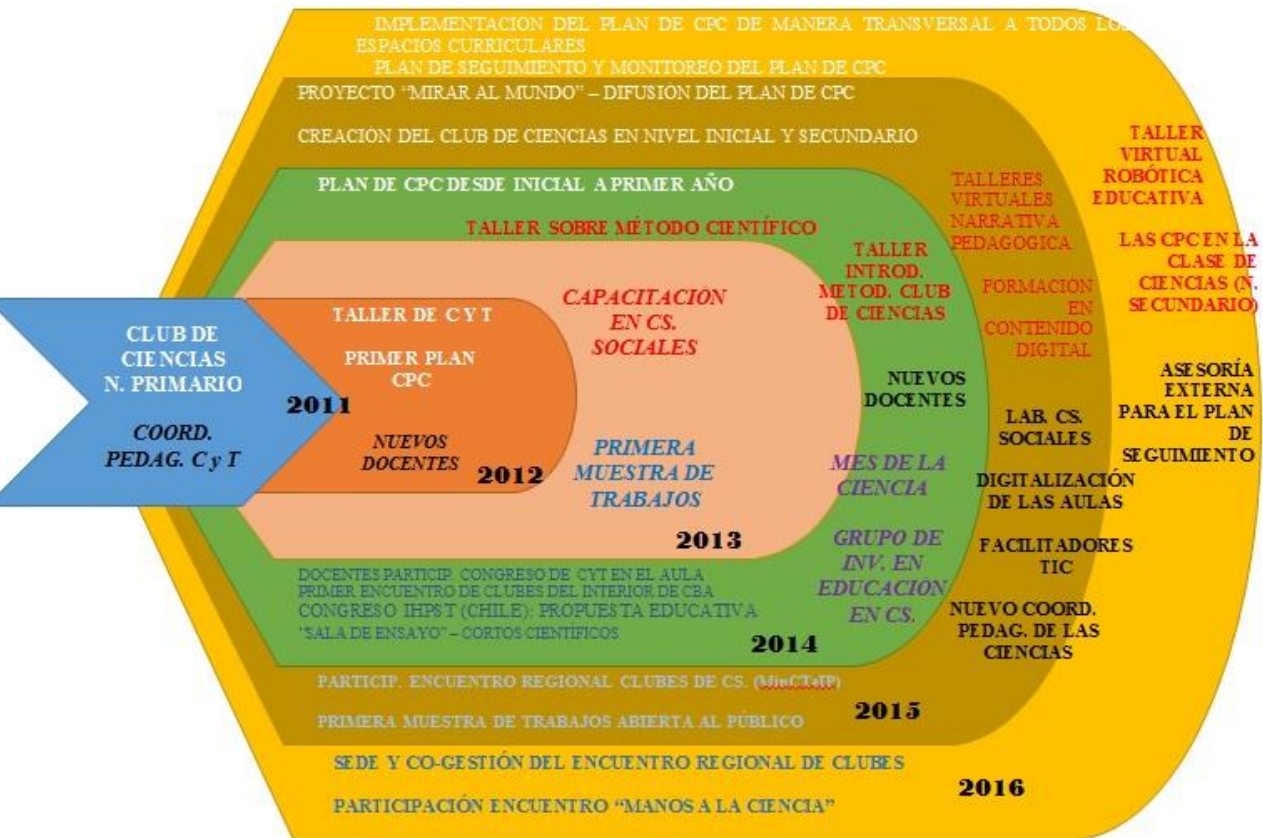 IMPLEMENTACION DEL PLAN DE CPC DE MANERA TRANSVERSAL A TODOS LOS
ESPACIOS CURRICULARES
PLAN DE SEGUIMIENTO Y MONITOREO DEL PLAN DE CPC
PROYECTO “MIRAR AL MUNDO” – DIFUSIÓN DEL PLAN DE CPC
CREACIÓN DEL CLUB DE CIENCIAS EN NIVEL INICIAL Y SECUNDARIO
PLAN DE CPC DESDE INICIAL A PRIMER AÑO
TALLER SOBRE MÉTODO CIENTÍFICO
CLUB DE
CIENCIAS
N. PRIMARIO
COORD.
PEDAG. C y T
2011
TALLER DE C Y T
PRIMER PLAN
CPC
NUEVOS
DOCENTES
2012
CAPACITACIÓN
EN CS.
SOCIALES
PRIMERA
MUESTRA DE
TRABAJOS
2013
TALLER
INTROD.
METOD. CLUB
DE CIENCIAS
NUEVOS
DOCENTES
MES DE LA
CIENCIA
GRUPO DE
INV. EN
EDUCACIÓN
EN CS.
DOCENTES PARTICIP. CONGRESO DE CYT EN EL AULA
PRIMER ENCUENTRO DE CLUBES DEL INTERIOR DE CBA
CONGRESO IHPST (CHILE): PROPUESTA EDUCATIVA
“SALA DE ENSAYO” – CORTOS CIENTÍFICOS
2014
TALLERES
VIRTUALES
NARRATIVA
PEDAGÓGICA
FORMACIÓN
EN
CONTENIDO
DIGITAL
LAB. CS.
SOCIALES
DIGITALIZACIÓN
DE LAS AULAS
FACILITADORES
TIC
NUEVO COORD.
PEDAG. DE LAS
CIENCIAS
PARTICIP. ENCUENTRO REGIONAL CLUBES DE CS. (MinCTeIP)
PRIMERA MUESTRA DE TRABAJOS ABIERTA AL PÚBLICO
2015
TALLER
VIRTUAL
ROBÓTICA
EDUCATIVA
LAS CPC EN LA
CLASE DE
CIENCIAS (N.
SECUNDARIO)
ASESORÍA
EXTERNA
PARA EL PLAN
DE
SEGUIMIENTO
SEDE Y CO-GESTIÓN DEL ENCUENTRO REGIONAL DE CLUBES
PARTICIPACIÓN ENCUENTRO “MANOS A LA CIENCIA”
2016